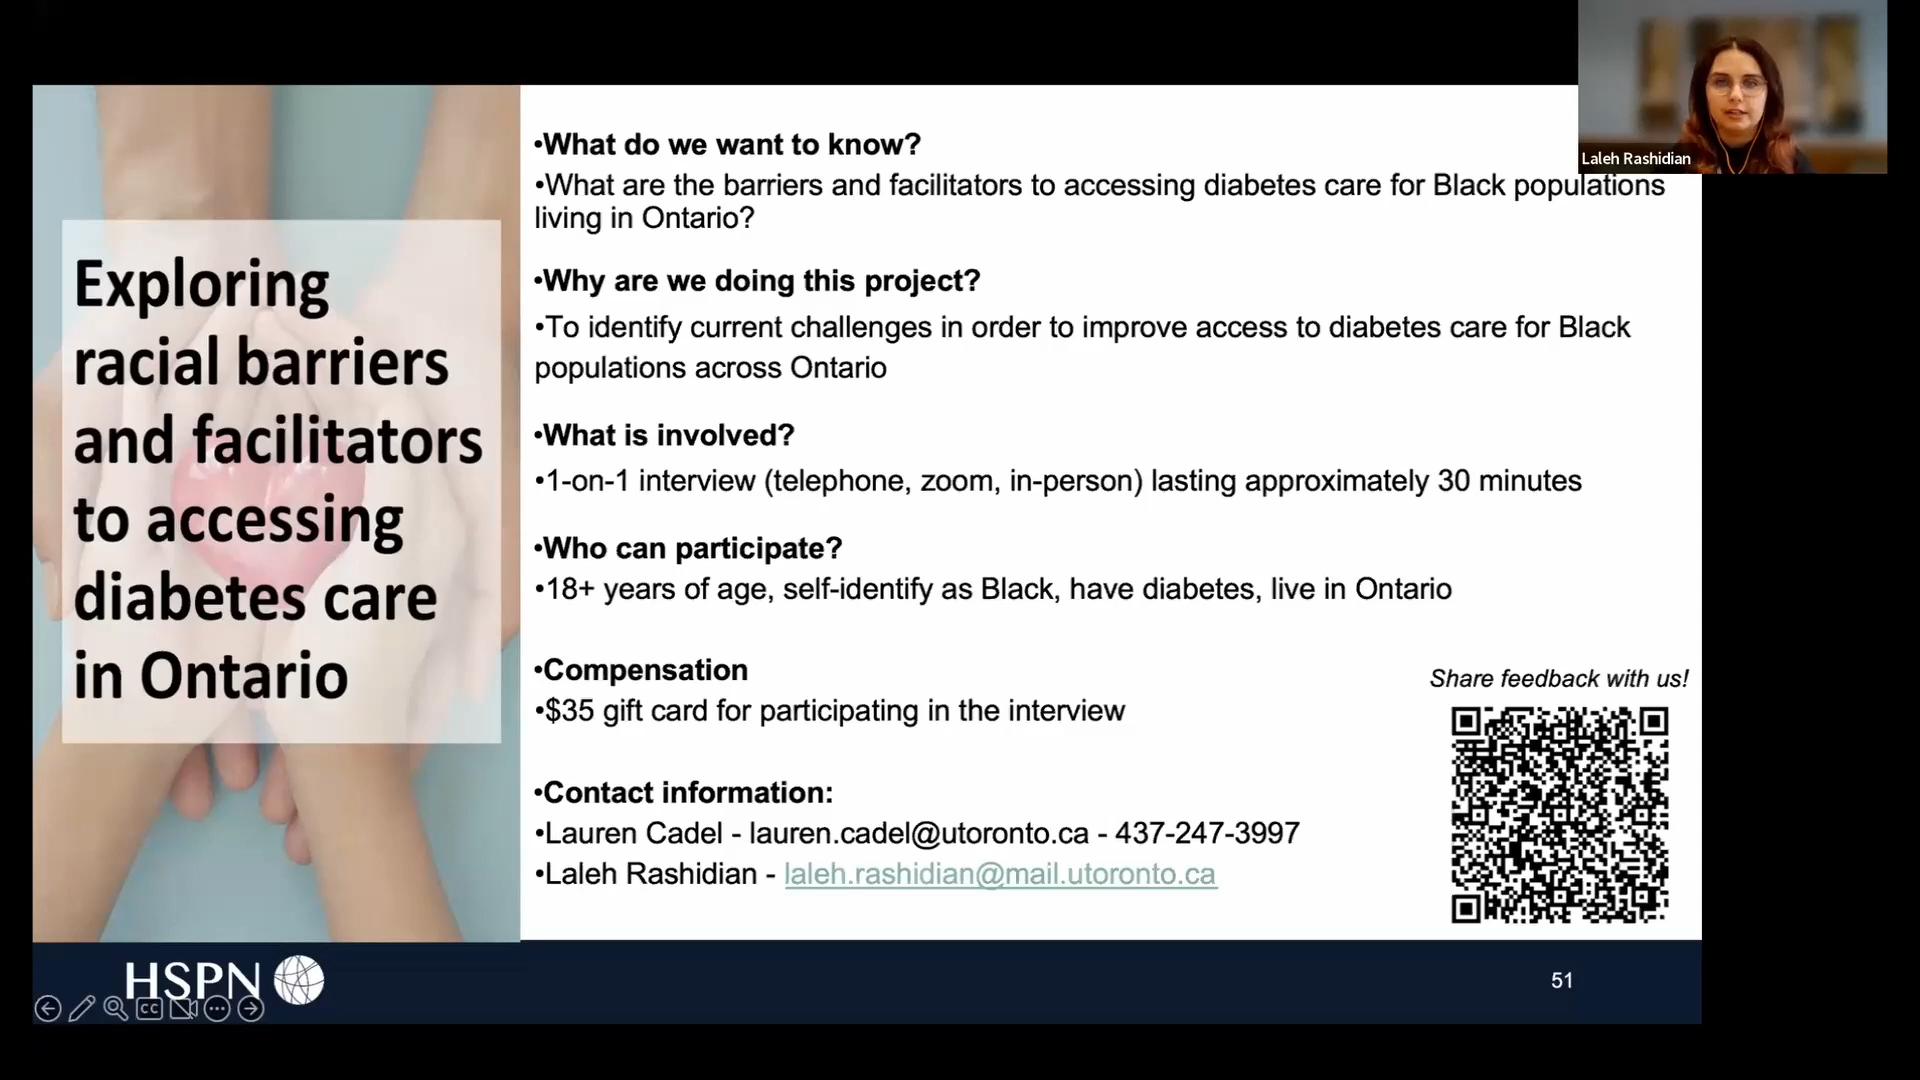 Laleh Rashidian
Exploring
racial barriers
and facilitators
to accessing
diabetes care
in Ontario
•What do we want to know?
•What are the barriers and facilitators to accessing diabetes care for Black populations
living in Ontario?
•Why are we doing this project?
•To identify current challenges in order to improve access to diabetes care for Black
populations across Ontario
•What is involved?
•1-on-1 interview (telephone, zoom, in-person) lasting approximately 30 minutes
•Who can participate?
•18+ years of age, self-identify as Black, have diabetes, live in Ontario
•Compensation
•$35 gift card for participating in the interview
Share feedback with us!
•Contact information:
•Lauren Cadel - lauren.cadel@utoronto.ca - 437-247-3997
•Laleh Rashidian - laleh.rashidian@mail.utoronto.ca
HSPN
CC
51